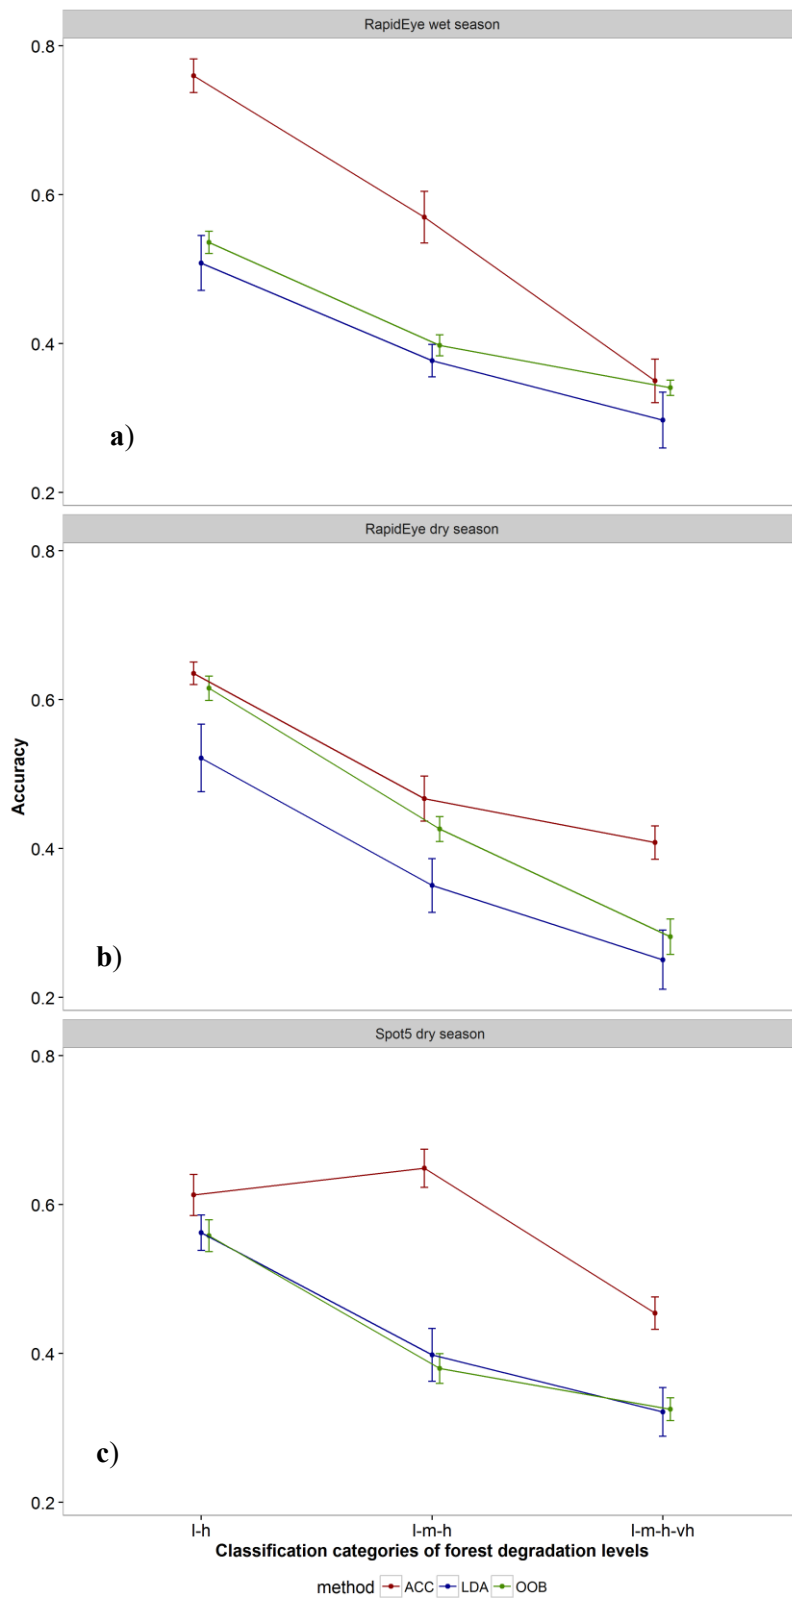 RapidEye wet season
0.8
0.6
0.4
0.2
a)
RapidEye dry season
0.8
0.6
0.4
0.2
b)
Accuracy
Spot5 dry season
0.8
0.6
0.4
0.2
c)
l-h l-m-h l-m-h-vh
Classification categories of forest degradation levels
method ACC LDA OOB